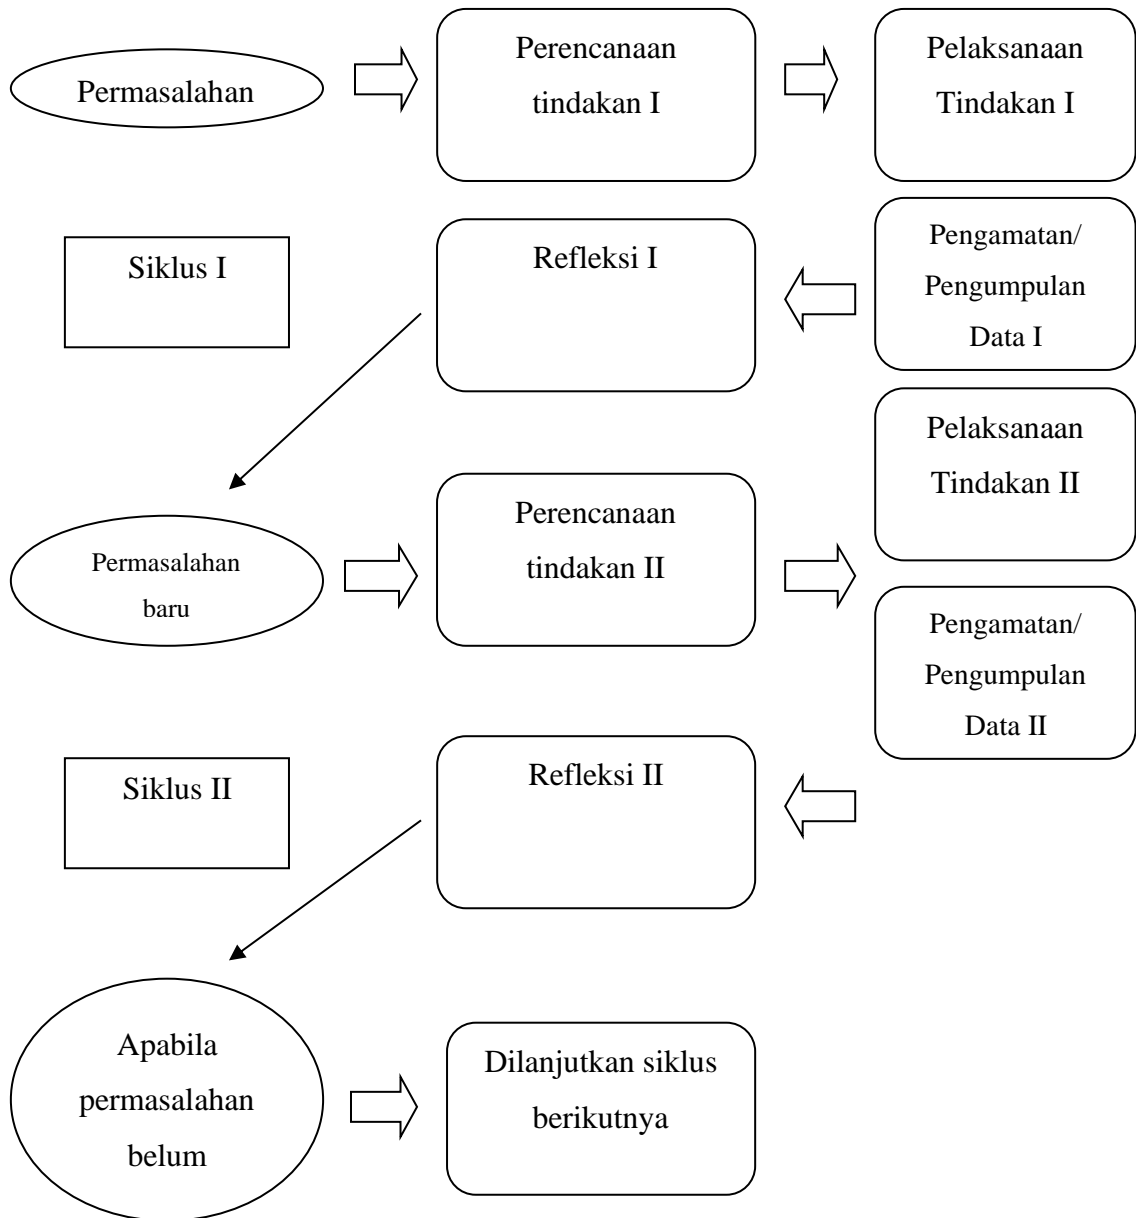 Permasalahan
Perencanaan
tindakan I
Pelaksanaan
Tindakan I
Siklus I
Refleksi I
Pengamatan/
Pengumpulan
Data I
Permasalahan
baru
Perencanaan
tindakan II
Pelaksanaan
Tindakan II
Pengamatan/
Pengumpulan
Data II
Siklus II
Refleksi II
Apabila
permasalahan
belum
Dilanjutkan siklus
berikutnya